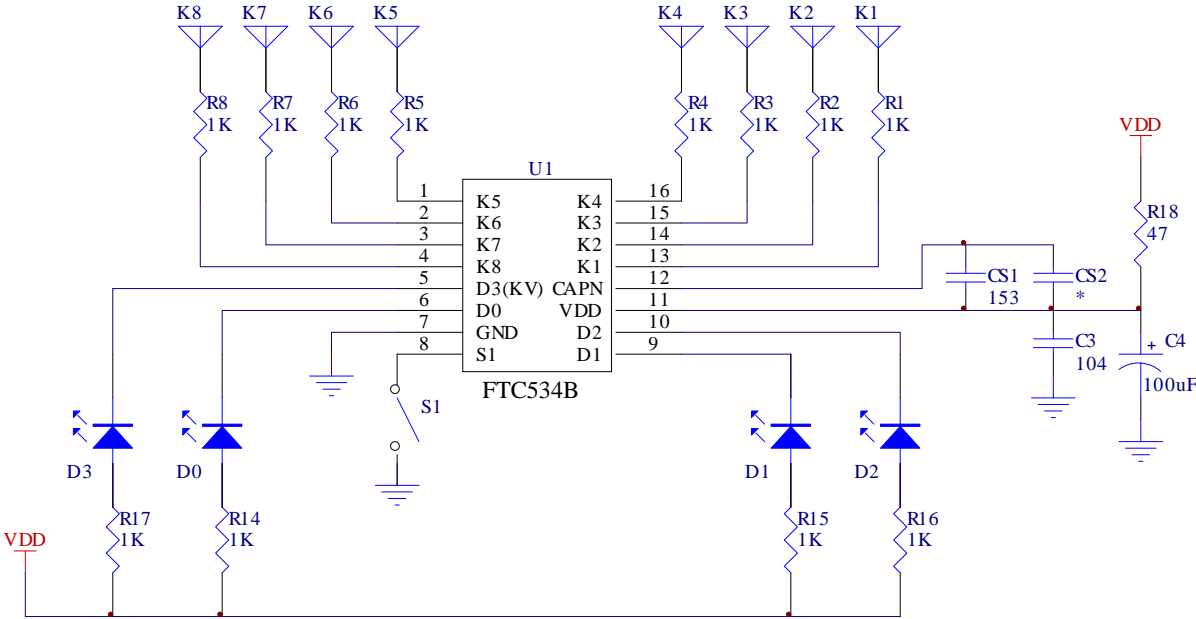 K8 K7 K6 K5 K4 K3 K2 K1
R8 R7 R6 R5 R4 R3 R2 R1
1K 1K 1K 1K 1K 1K 1K 1K
VDD
U1
1 K5 K4 16
2 K6 K3 15
3 K7 K2 14
4 K8 K1 13
5 D3(KV) CAPN 12
6 D0 VDD 11
7 GND D2 10
8 S1 D1 9
FTC534B
R18
47
CS1
153
CS2
*
C3
104
+ C4
100uF
S1
D3 D0 D1 D2
R17 R14 R15 R16
1K 1K 1K 1K
VDD